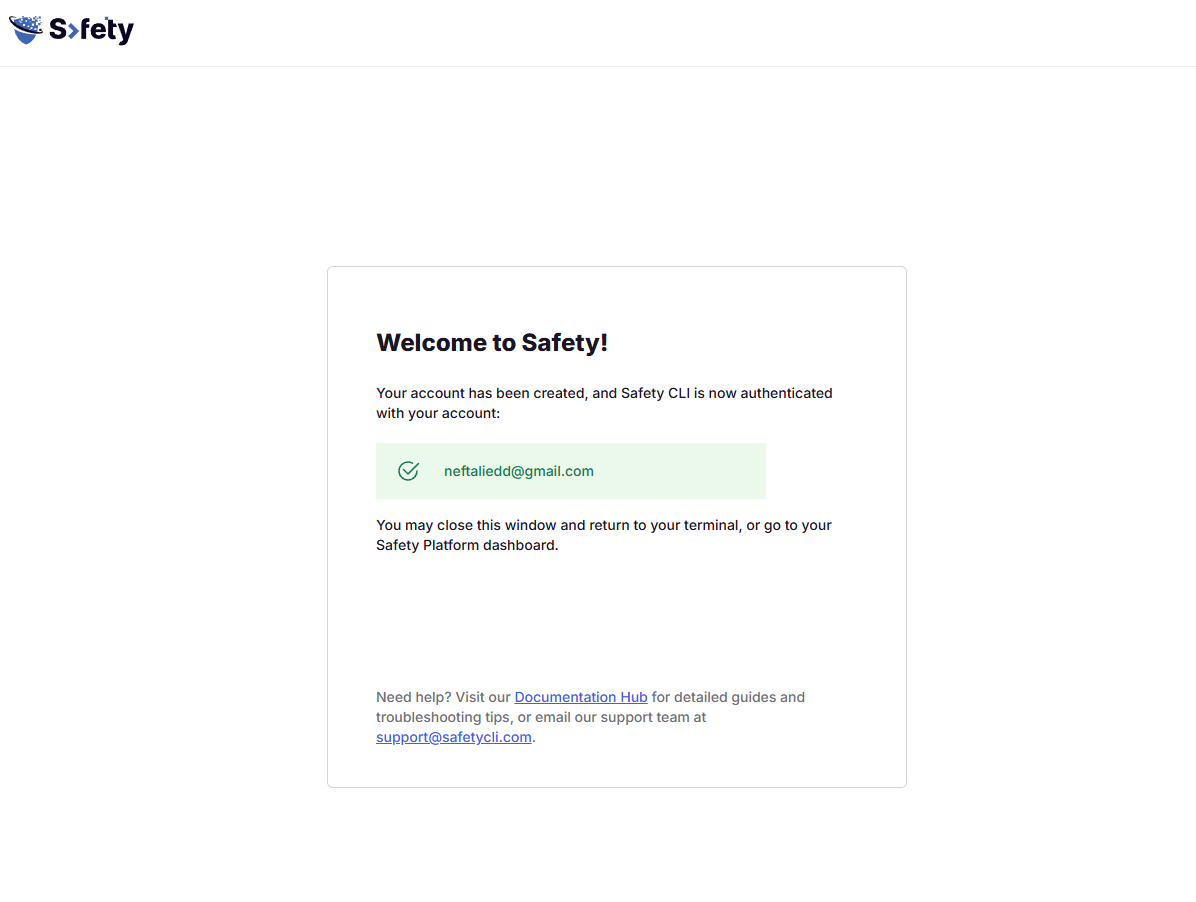 Safety
Welcome to Safety!
Your account has been created, and Safety CLI is now authenticated
with your account:
neftaliedd@gmail.com
You may close this window and return to your terminal, or go to your
Safety Platform dashboard.
Need help? Visit our Documentation Hub for detailed guides and
troubleshooting tips, or email our support team at
support@safetycli.com.